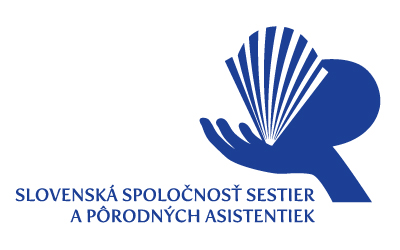 SLOVENSKÁ SPOLOČNOSŤ SESTIER
A PÔRODNÝCH ASISTENTIEK